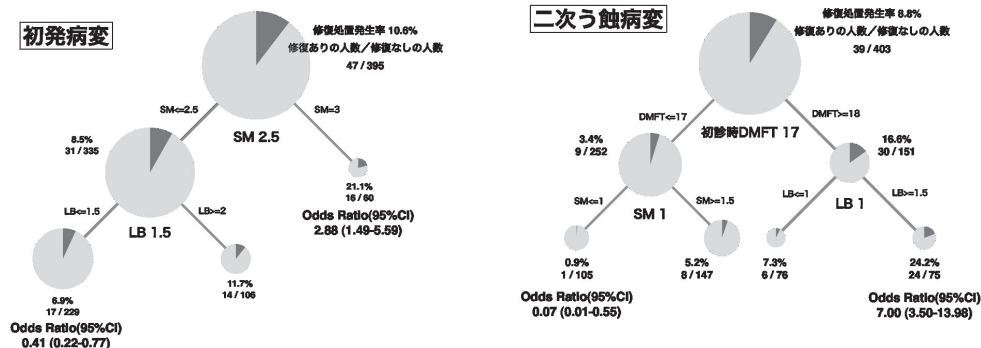 初発病変
修復処置発生率 10.6%
修復ありの人数／修復なしの人数
47 / 395
SM<=2.5
SM=3
SM 2.5
8.5%
31 / 335
21.1%
16 / 60
Odds Ratio(95%CI)
2.88 (1.49-5.59)
LB<=1.5
LB>=2
LB 1.5
6.9%
17 / 229
11.7%
14 / 106
Odds Ratio(95%CI)
0.41 (0.22-0.77)
二次う蝕病変
修復処置発生率 8.8%
修復ありの人数／修復なしの人数
39 / 403
DMFT<=17
DMFT>=18
初診時DMFT 17
3.4%
9 / 252
16.6%
30 / 151
SM<=1
SM>=1.5
SM 1
LB<=1
LB>=1.5
LB 1
0.9%
1 / 105
5.2%
8 / 147
7.3%
6 / 76
24.2%
24 / 75
Odds Ratio(95%CI)
0.07 (0.01-0.55)
Odds Ratio(95%CI)
7.00 (3.50-13.98)